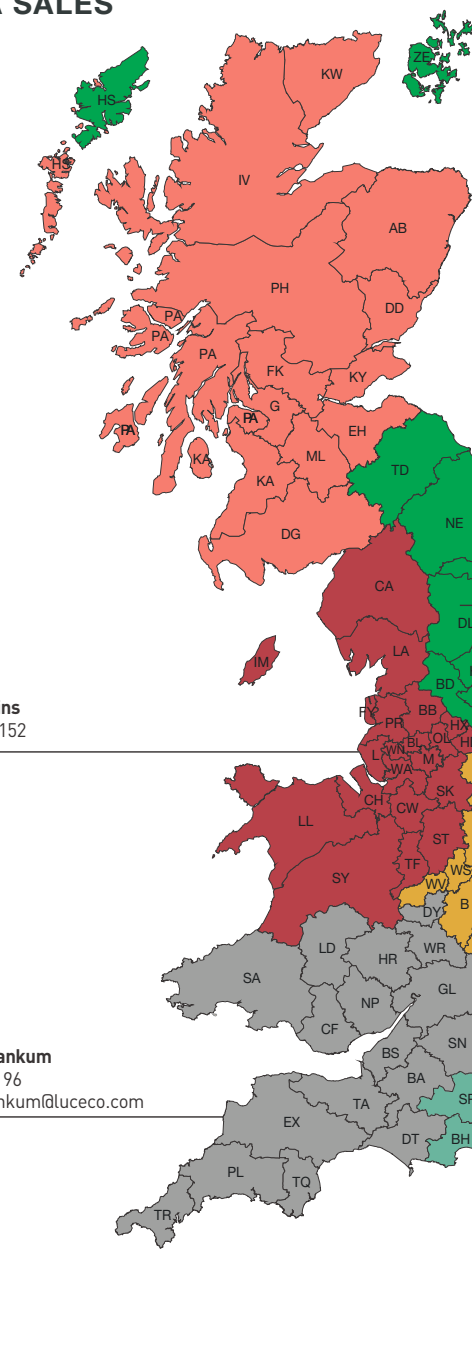 A SALES
ZE
KW
HS
HS
IV
AB
PH
DD
PA
PA
PA
FK
KY
G
PA
PA
EH
ML
KA
KA
TD
DG
NE
CA
DL
LA
IM
BD
ns
152
FY
BB
PR
HX
OL
BL
WN
L
M
WA
SK
CH
CW
LL
ST
TF
WS
SY
WV
B
DY
LD
WR
HR
SA
GL
NP
CF
SN
BS
ankum
96
nkum@luceco.com
BA
SP
TA
EX
DT
BH
PL
TQ
TR